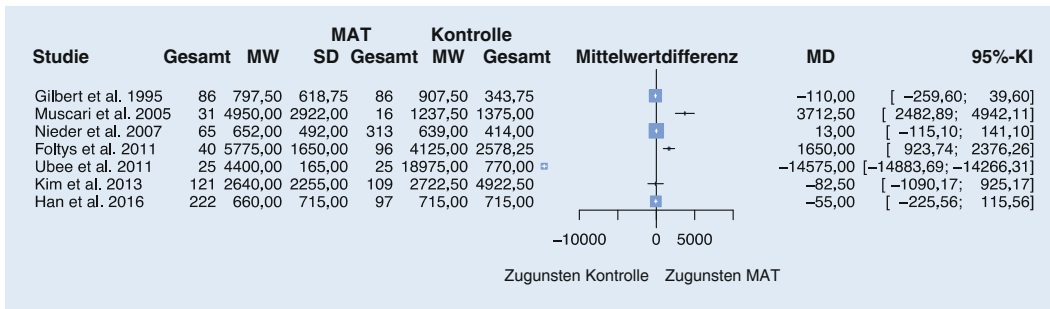 MAT Kontrolle
Studie Gesamt MW SD Gesamt MW Gesamt Mittelwertdifferenz MD 95%-KI
Gilbert et al. 1995 86 797,50 618,75 86 907,50 343,75 −110,00 [ −259,60; 39,60]
Muscari et al. 2005 31 4950,00 2922,00 16 1237,50 1375,00 3712,50 [ 2482,89; 4942,11]
Nieder et al. 2007 65 652,00 492,00 313 639,00 414,00 13,00 [ −115,10; 141,10]
Foltys et al. 2011 40 5775,00 1650,00 96 4125,00 2578,25 1650,00 [ 923,74; 2376,26]
Ubee et al. 2011 25 4400,00 165,00 25 18975,00 770,00 −14575,00 [−14883,69; −14266,31]
Kim et al. 2013 121 2640,00 2255,00 109 2722,50 4922,50 −82,50 [ −1090,17; 925,17]
Han et al. 2016 222 660,00 715,00 97 715,00 715,00 −55,00 [ −225,56; 115,56]
−10000 0 5000
Zugunsten Kontrolle Zugunsten MAT